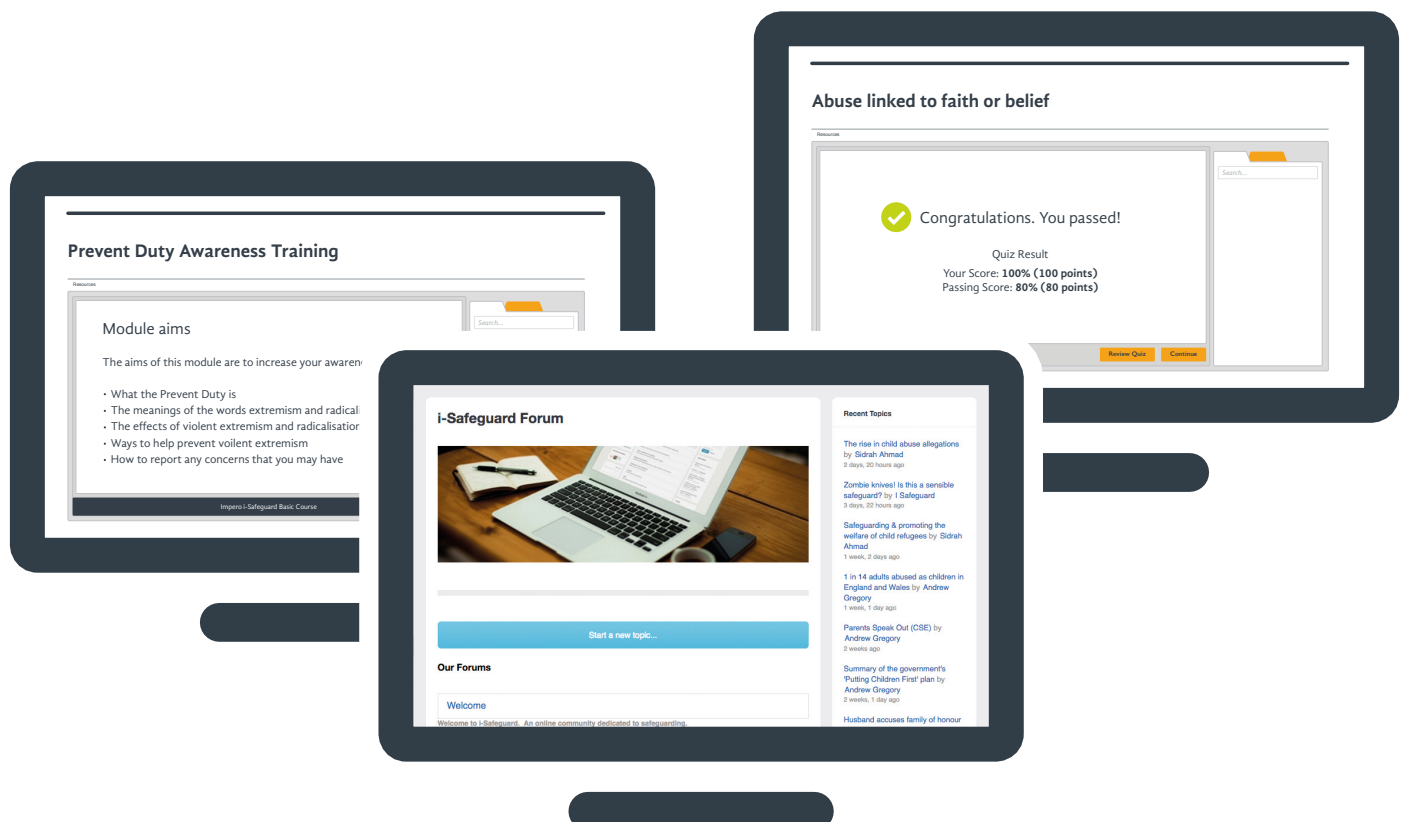 Prevent Duty Awareness Training
Resources
Module aims
Search...
The aims of this module are to increase your
• What the Prevent Duty is
• The meanings of the words extremism and
• The effects of violent extremism and radicalisation
• Ways to help prevent voilent extremism
• How to report any concerns that you may have
Impero i-Safeguard Basic Course
Abuse linked to faith or belief
Resources
Search...
Congratulations. You passed!
Quiz Result
Your Score: 100% (100 points)
Passing Score: 80% (80 points)
Review Quiz
Continue
i-Safeguard Forum
Start a new topic...
Our Forums
Welcome
Welcome to i-Safeguard. An online community dedicated to safeguarding.
Recent Topics
The rise in child abuse allegations
by Sidrah Ahmad
2 days, 20 hours ago
Zombie knives! Is this a sensible
safeguard? by I Safeguard
3 days, 22 hours ago
Safeguarding & promoting the
welfare of child refugees by Sidrah
Ahmad
1 week, 2 days ago
1 in 14 adults abused as children in
England and Wales by Andrew
Gregory
1 week, 1 day ago
Parents Speak Out (CSE) by
Andrew Gregory
2 weeks ago
Summary of the government's
'Putting Children First' plan by
Andrew Gregory
2 weeks, 1 day ago
Husband accuses family of honour